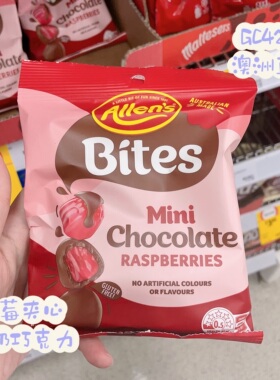 GC42
澳洲
Maltesers
Allen's
AUSTRALIAN
Bites
Mini
Chocolate
RASPBERRIES
NO ARTIFICIAL COLOURS
OR FLAVOURS
GLUTEN FREE
莓夹心
巧克力